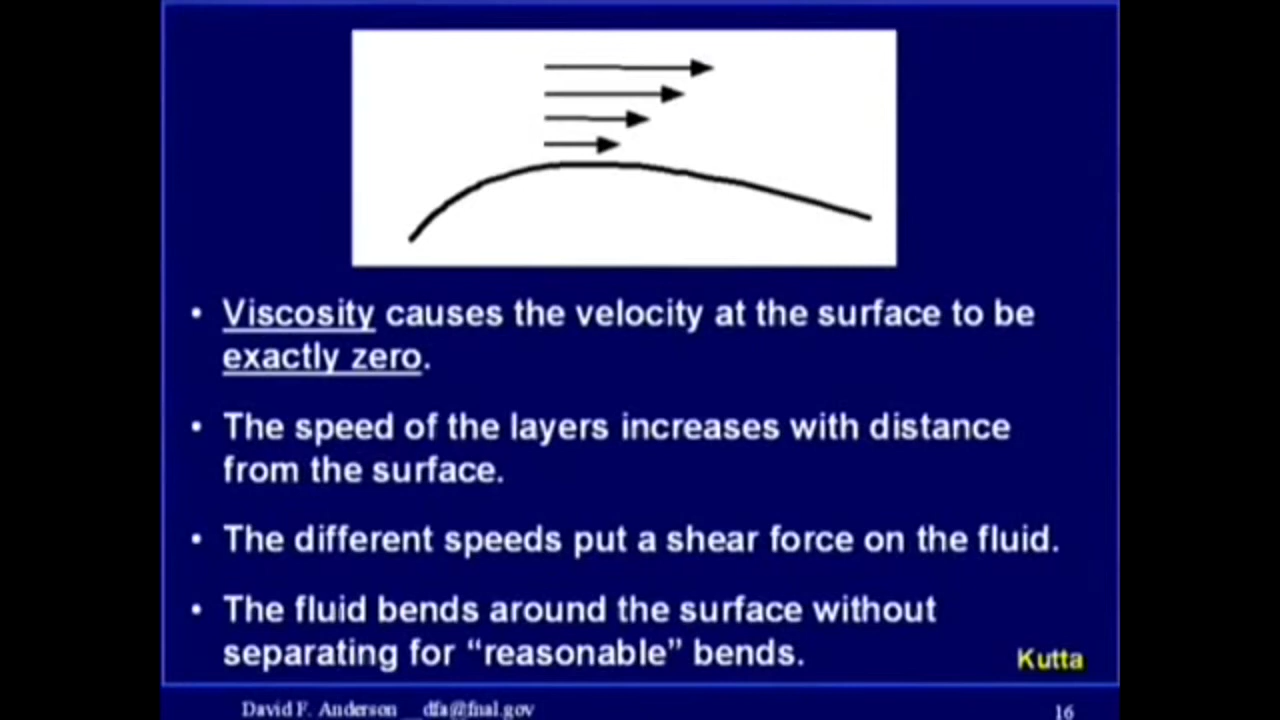 • Viscosity causes the velocity at the surface to be
exactly zero.
• The speed of the layers increases with distance
from the surface.
• The different speeds put a shear force on the fluid.
• The fluid bends around the surface without
separating for “reasonable” bends.
Kutta
David F. Anderson __dfa@fnal.gov
16